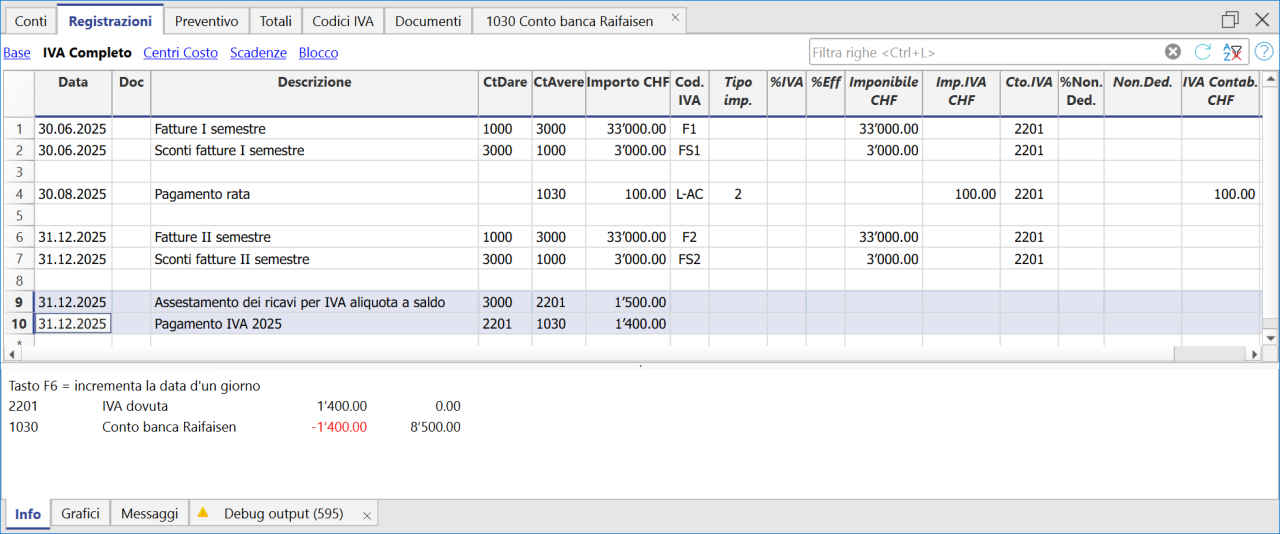 Conti Registrazioni Preventivo Totali Codici IVA Documenti 1030 Conto banca Raifaisen
Base IVA Completo Centri Costo Scadenze Blocco Filtra righe <Ctrl+L>
Data Doc Descrizione CtDare CtAvere Importo CHF Cod. IVA Tipo imp. %IVA %Eff Imponibile CHF Imp.IVA CHF Cto.IVA %Non. Ded. Non.Ded. IVA Contab. CHF
1 30.06.2025 Fatture I semestre 1000 3000 33’000.00 F1 33’000.00 2201
2 30.06.2025 Sconti fatture I semestre 3000 1000 3’000.00 FS1 3’000.00 2201
3
4 30.08.2025 Pagamento rata 1030 100.00 L-AC 2 100.00 2201 100.00
5
6 31.12.2025 Fatture II semestre 1000 3000 33’000.00 F2 33’000.00 2201
7 31.12.2025 Sconti fatture II semestre 3000 1000 3’000.00 FS2 3’000.00 2201
8
9 31.12.2025 Assestamento dei ricavi per IVA aliquota a saldo 3000 2201 1’500.00
10 31.12.2025 Pagamento IVA 2025 2201 1030 1’400.00
*
Tasto F6 = incrementa la data d'un giorno
2201 IVA dovuta 1’400.00 0.00
1030 Conto banca Raifaisen -1’400.00 8’500.00
Info Grafici Messaggi Debug output (595)